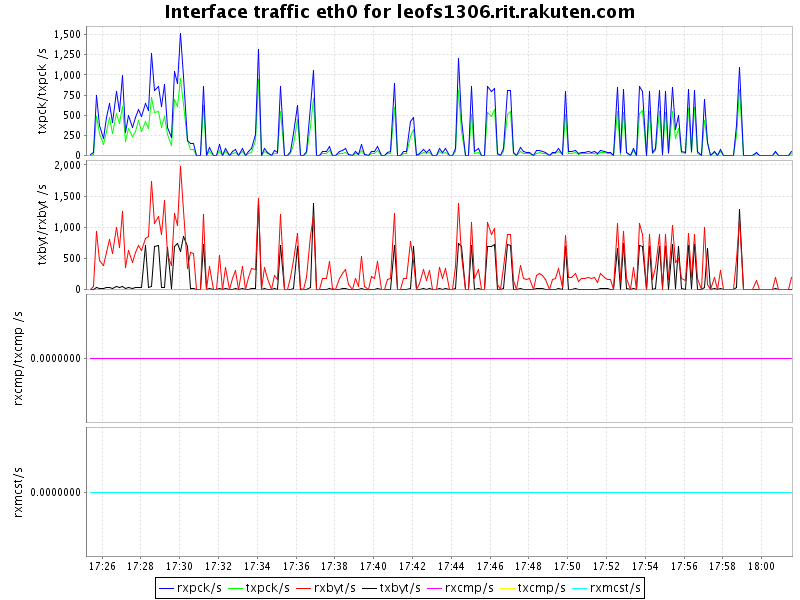 Interface traffic eth0 for leofs1306.rit.rakuten.com
txpck/txpck /s
1,500
1,250
1,000
750
500
250
0
txbyt/rxbyt /s
2,000
1,500
1,000
500
0
rxcmp/txcmp /s
0.0000000
rxmcst/s
0.0000000
17:26 17:28 17:30 17:32 17:34 17:36 17:38 17:40 17:42 17:44 17:46 17:48 17:50 17:52 17:54 17:56 17:58 18:00
rxpck/s txpck/s rxbyt/s txbyt/s rxcmp/s txcmp/s rxmcst/s